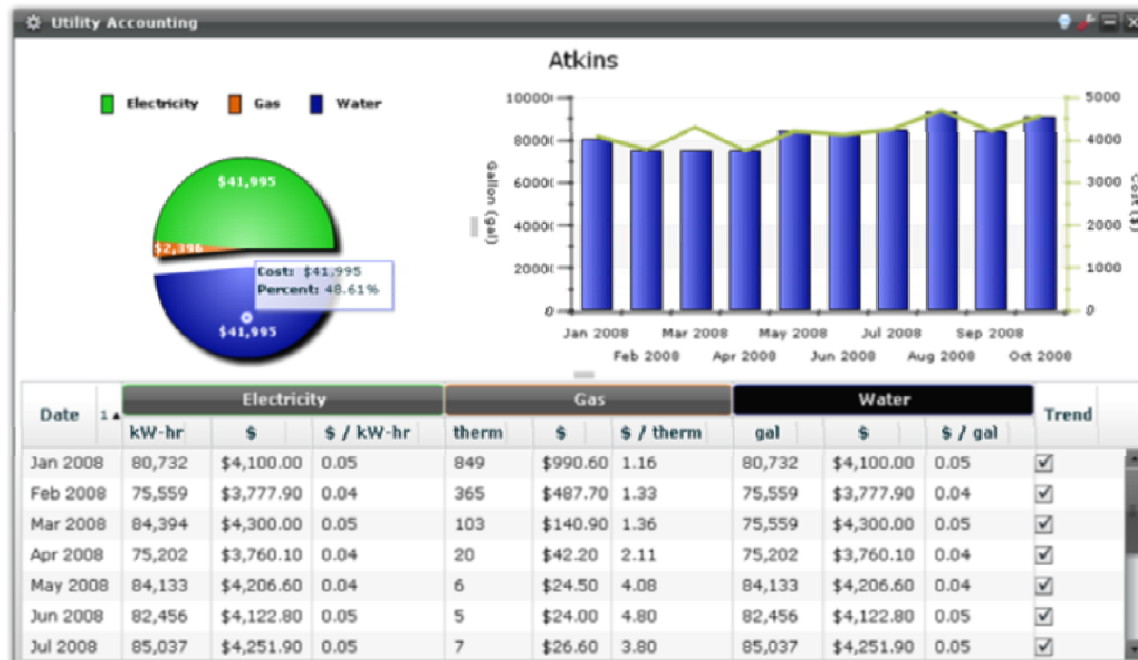 Utility Accounting
Atkins
Electricity Gas Water
$41,995
$2,396
Cost: $41,995
Percent: 48.61%
$41,995
10000(
8000(
6000(
4000(
2000(
0
Gallon (gal)
5000
4000
3000
2000
1000
0
Cost ($)
Jan 2008 Mar 2008 May 2008 Jul 2008 Sep 2008
Feb 2008 Apr 2008 Jun 2008 Aug 2008 Oct 2008
Date 1 Electricity Gas Water Trend
kW-hr $ $ / kW-hr therm $ $ / therm gal $ $ / gal
Jan 2008 80,732 $4,100.00 0.05 849 $990.60 1.16 80,732 $4,100.00 0.05
Feb 2008 75,559 $3,777.90 0.04 365 $487.70 1.33 75,559 $3,777.90 0.04
Mar 2008 84,394 $4,300.00 0.05 103 $140.90 1.36 75,559 $4,300.00 0.05
Apr 2008 75,202 $3,760.10 0.04 20 $42.20 2.11 75,202 $3,760.10 0.04
May 2008 84,133 $4,206.60 0.04 6 $24.50 4.08 84,133 $4,206.60 0.04
Jun 2008 82,456 $4,122.80 0.05 5 $24.00 4.80 82,456 $4,122.80 0.05
Jul 2008 85,037 $4,251.90 0.05 7 $26.60 3.80 85,037 $4,251.90 0.05